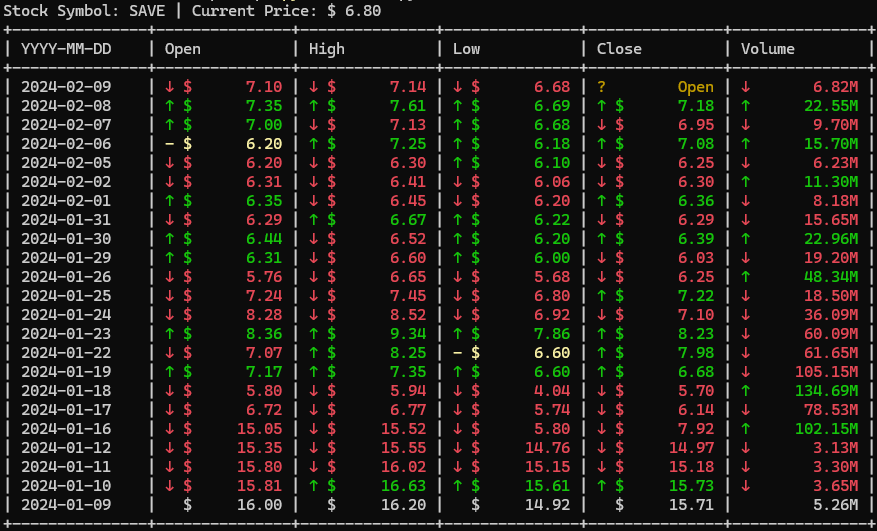 Stock Symbol: SAVE | Current Price: $ 6.80
+---------------+---------------+---------------+---------------+---------------+---------------+
| YYYY-MM-DD | Open | High | Low | Close | Volume |
+---------------+---------------+---------------+---------------+---------------+---------------+
| 2024-02-09 | ↓ $ 7.10 | ↓ $ 7.14 | ↓ $ 6.68 | ? Open | ↓ 6.82M |
| 2024-02-08 | ↑ $ 7.35 | ↑ $ 7.61 | ↑ $ 6.69 | ↑ $ 7.18 | ↑ 22.55M |
| 2024-02-07 | ↑ $ 7.00 | ↓ $ 7.13 | ↑ $ 6.68 | ↓ $ 6.95 | ↓ 9.70M |
| 2024-02-06 | - $ 6.20 | ↑ $ 7.25 | ↑ $ 6.18 | ↑ $ 7.08 | ↑ 15.70M |
| 2024-02-05 | ↓ $ 6.20 | ↓ $ 6.30 | ↑ $ 6.10 | ↓ $ 6.25 | ↓ 6.23M |
| 2024-02-02 | ↓ $ 6.31 | ↓ $ 6.41 | ↓ $ 6.06 | ↓ $ 6.30 | ↑ 11.30M |
| 2024-02-01 | ↑ $ 6.35 | ↓ $ 6.45 | ↓ $ 6.20 | ↑ $ 6.36 | ↓ 8.18M |
| 2024-01-31 | ↓ $ 6.29 | ↑ $ 6.67 | ↑ $ 6.22 | ↓ $ 6.29 | ↓ 15.65M |
| 2024-01-30 | ↑ $ 6.44 | ↓ $ 6.52 | ↑ $ 6.20 | ↑ $ 6.39 | ↑ 22.96M |
| 2024-01-29 | ↑ $ 6.31 | ↓ $ 6.60 | ↑ $ 6.00 | ↓ $ 6.03 | ↓ 19.20M |
| 2024-01-26 | ↓ $ 5.76 | ↓ $ 6.65 | ↓ $ 5.68 | ↓ $ 6.25 | ↑ 48.34M |
| 2024-01-25 | ↓ $ 7.24 | ↓ $ 7.45 | ↓ $ 6.80 | ↑ $ 7.22 | ↓ 18.50M |
| 2024-01-24 | ↓ $ 8.28 | ↓ $ 8.52 | ↓ $ 6.92 | ↓ $ 7.10 | ↓ 36.09M |
| 2024-01-23 | ↑ $ 8.36 | ↑ $ 9.34 | ↑ $ 7.86 | ↑ $ 8.23 | ↓ 60.09M |
| 2024-01-22 | ↓ $ 7.07 | ↑ $ 8.25 | - $ 6.60 | ↑ $ 7.98 | ↓ 61.65M |
| 2024-01-19 | ↑ $ 7.17 | ↑ $ 7.35 | ↑ $ 6.60 | ↑ $ 6.68 | ↓ 105.15M |
| 2024-01-18 | ↓ $ 5.80 | ↓ $ 5.94 | ↓ $ 4.04 | ↓ $ 5.70 | ↑ 134.69M |
| 2024-01-17 | ↓ $ 6.72 | ↓ $ 6.77 | ↓ $ 5.74 | ↓ $ 6.14 | ↓ 78.53M |
| 2024-01-16 | ↓ $ 15.05 | ↓ $ 15.52 | ↓ $ 5.80 | ↓ $ 7.92 | ↑ 102.15M |
| 2024-01-12 | ↓ $ 15.35 | ↓ $ 15.55 | ↓ $ 14.76 | ↓ $ 14.97 | ↓ 3.13M |
| 2024-01-11 | ↓ $ 15.80 | ↓ $ 16.02 | ↓ $ 15.15 | ↓ $ 15.18 | ↓ 3.30M |
| 2024-01-10 | ↓ $ 15.81 | ↑ $ 16.63 | ↑ $ 15.61 | ↑ $ 15.73 | ↓ 3.65M |
| 2024-01-09 | $ 16.00 | $ 16.20 | $ 14.92 | $ 15.71 | 5.26M |
+---------------+---------------+---------------+---------------+---------------+---------------+